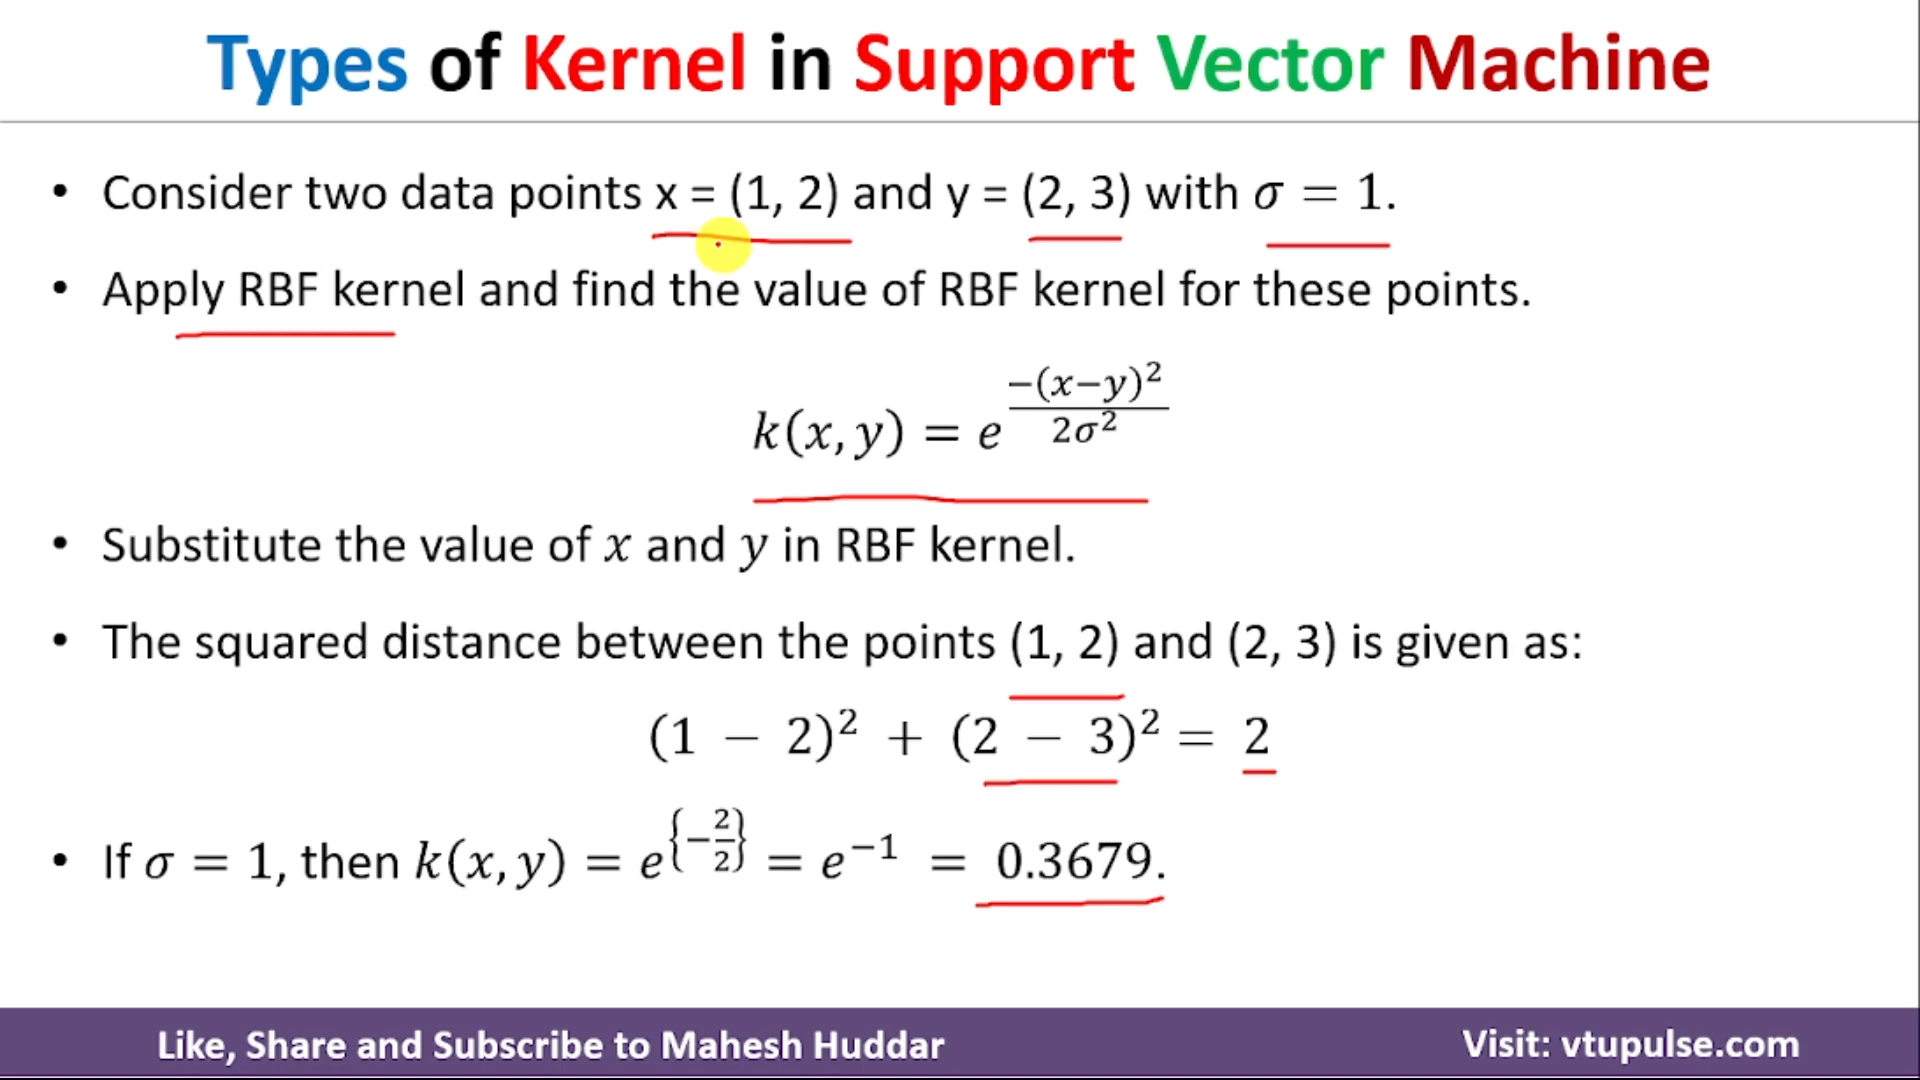 Types of Kernel in Support Vector Machine
• Consider two data points x = (1, 2) and y = (2, 3) with σ = 1.
• Apply RBF kernel and find the value of RBF kernel for these points.
k(x, y) = e^{\frac{-(x-y)^2}{2σ^2}}
• Substitute the value of x and y in RBF kernel.
• The squared distance between the points (1, 2) and (2, 3) is given as:
(1 − 2)² + (2 − 3)² = 2
• If σ = 1, then k(x, y) = e^{\{-\frac{2}{2}\}} = e⁻¹ = 0.3679.
Like, Share and Subscribe to Mahesh Huddar
Visit: vtupulse.com